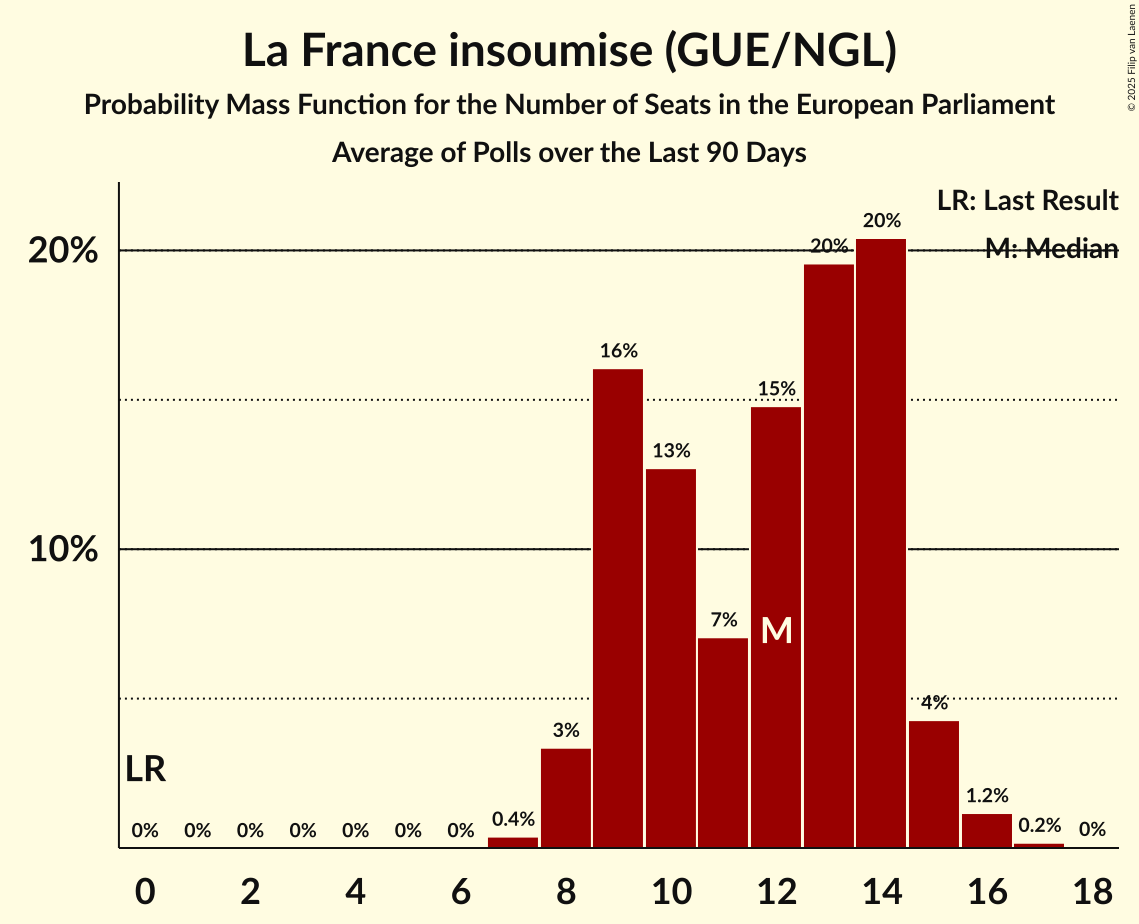 La France insoumise (GUE/NGL)
Probability Mass Function for the Number of Seats in the European Parliament
Average of Polls over the Last 90 Days
© 2025 Filip van Laenen
LR: Last Result
M: Median
20%
10%
LR
0%
0%
0%
0%
0%
0%
0%
0.4%
3%
16%
13%
7%
15%
M
20%
20%
4%
1.2%
0.2%
0%
0 2 4 6 8 10 12 14 16 18